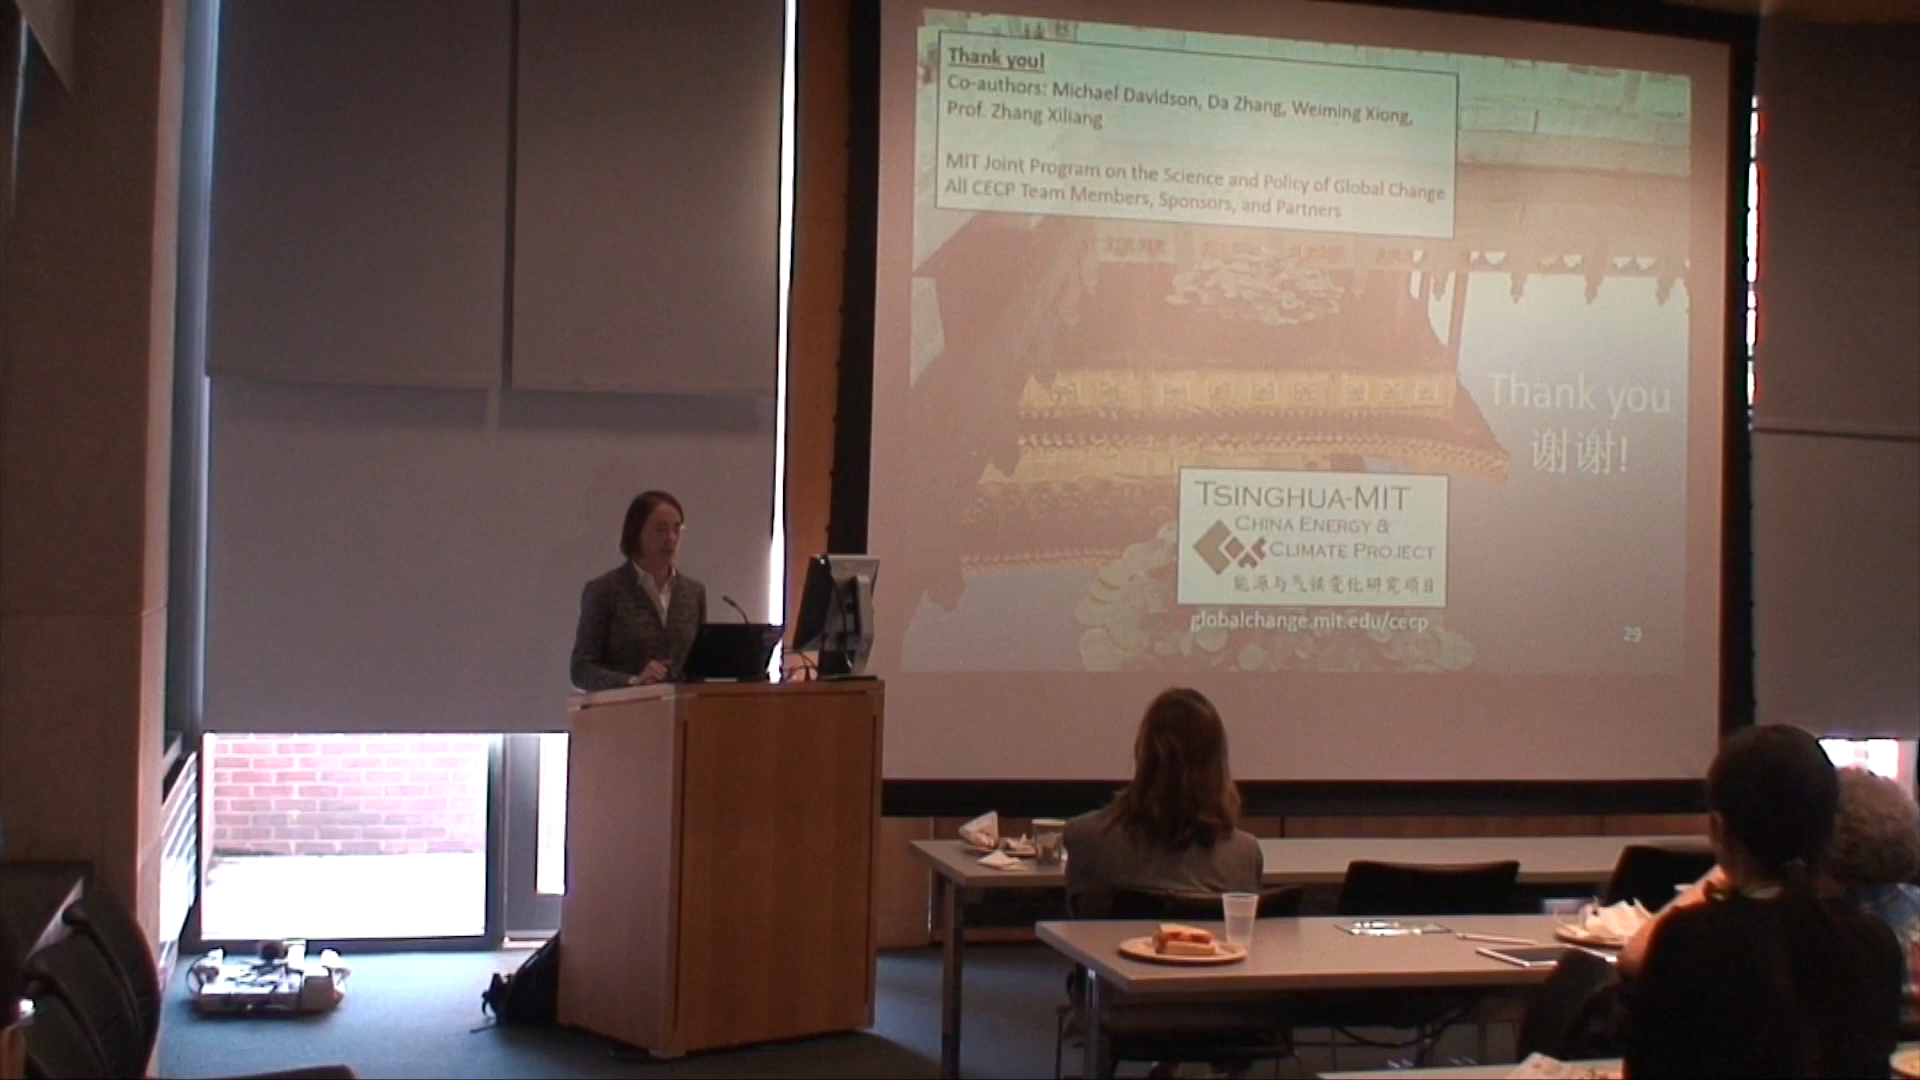 Thank you!
Co-authors: Michael Davidson, Da Zhang, Weiming Xiong,
Prof. Zhang Xiliang
MIT Joint Program on the Science and Policy of Global Change
All CECP Team Members, Sponsors, and Partners
Thank you
谢谢!
TSINGHUA-MIT
CHINA ENERGY &
CLIMATE PROJECT
能源与气候变化研究项目
globalchange.mit.edu/cecp
29